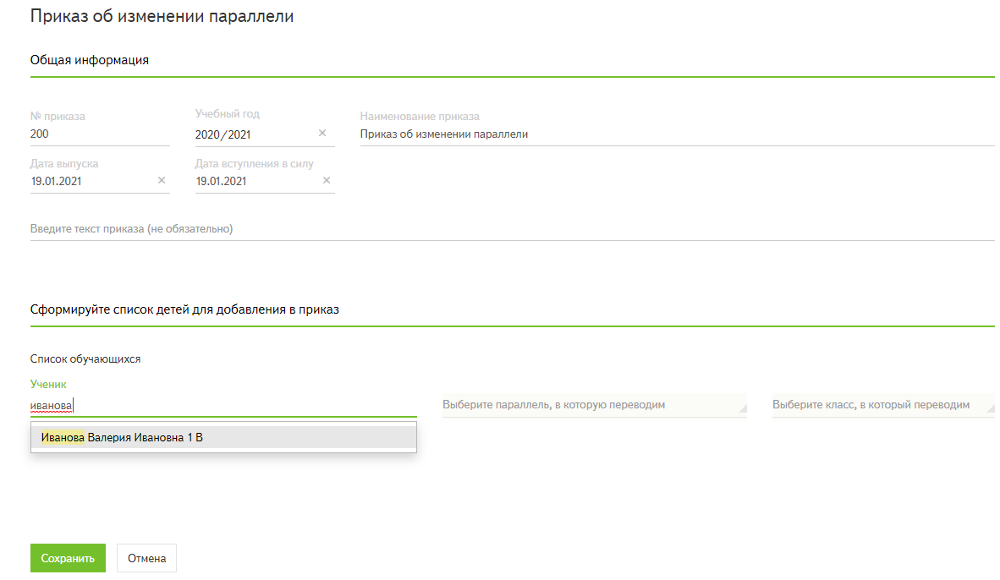 Приказ об изменении параллели
Общая информация
№ приказа
200
Учебный год
2020/2021
Наименование приказа
Приказ об изменении параллели
Дата выпуска
19.01.2021
Дата вступления в силу
19.01.2021
Введите текст приказа (не обязательно)
Сформируйте список детей для добавления в приказ
Список обучающихся
Ученик
иванова
Выберите параллель, в которую переводим
Выберите класс, в который переводим
Иванова Валерия Ивановна 1 В
Сохранить
Отмена